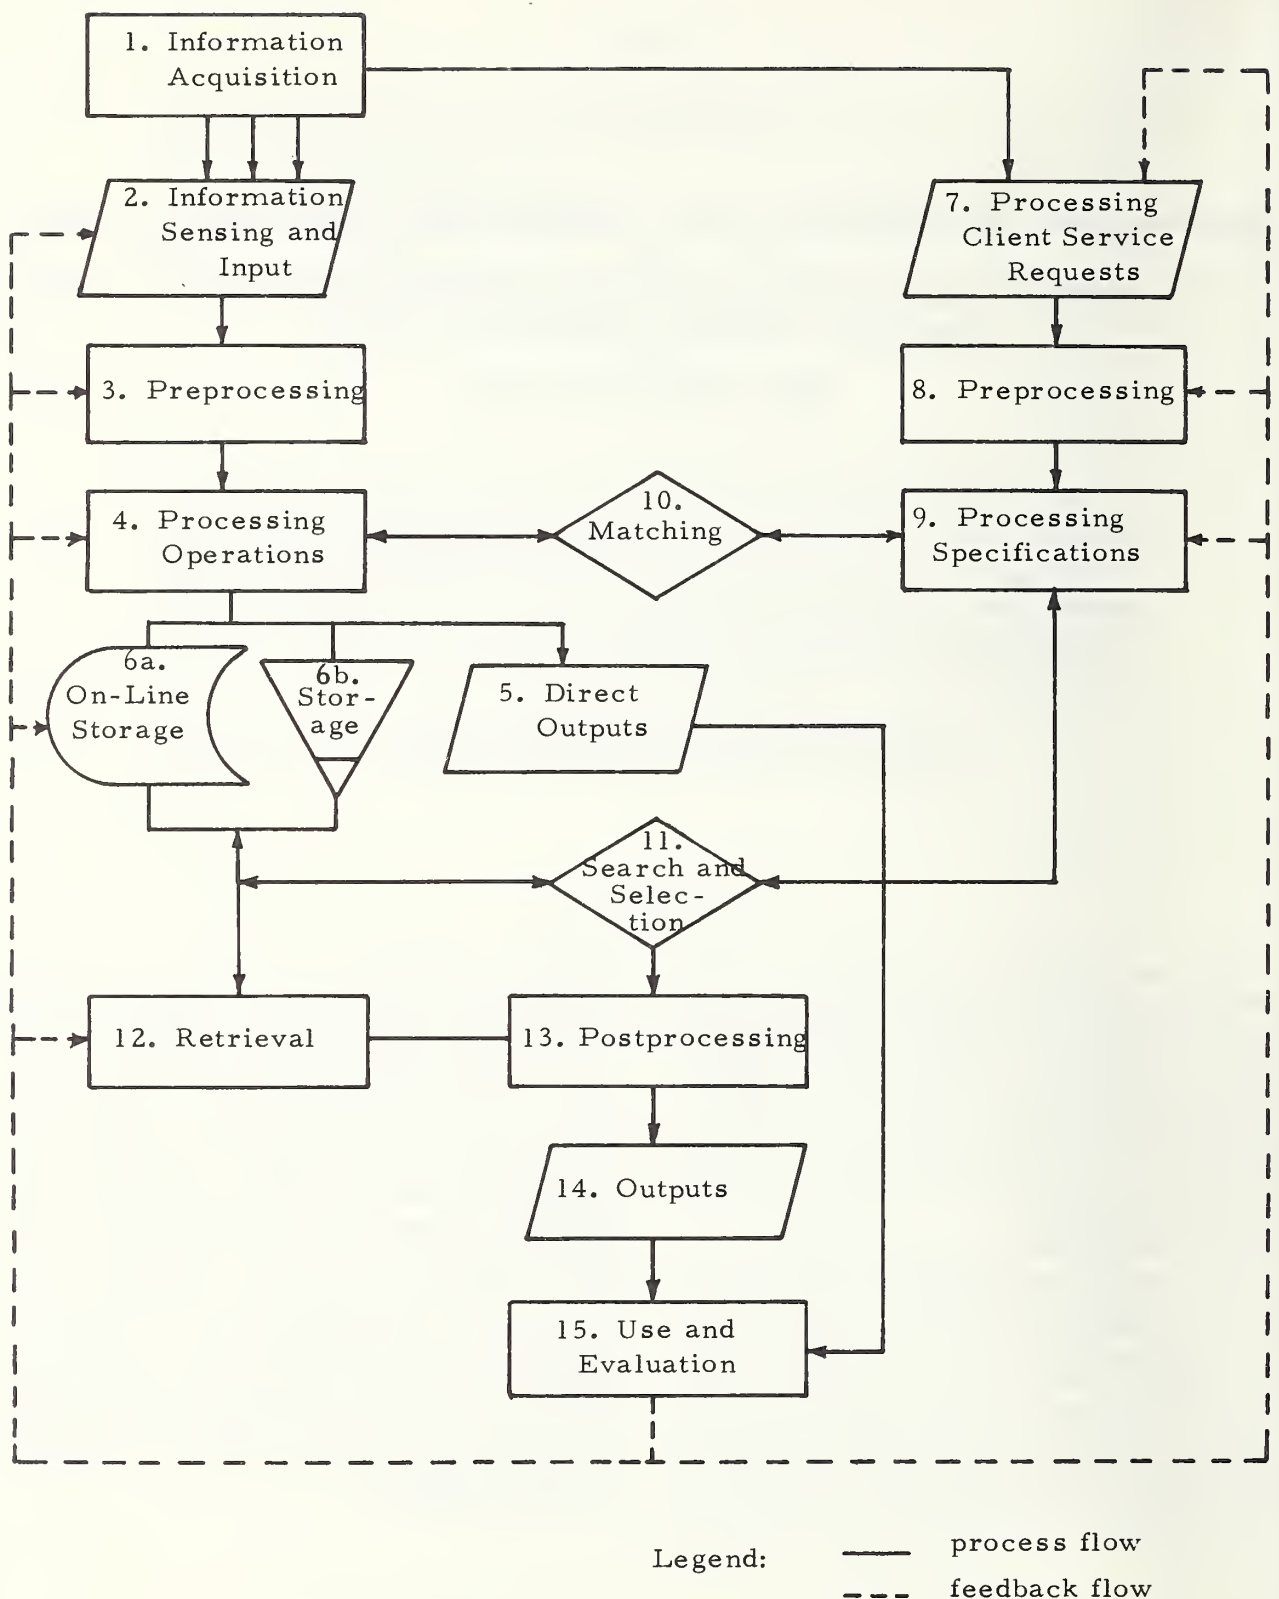 1. Information
Acquisition
2. Information
Sensing and
Input
7. Processing
Client Service
Requests
3. Preprocessing
8. Preprocessing
4. Processing
Operations
10.
Matching
9. Processing
Specifications
6a.
On-Line
Storage
6b.
Stor-
age
5. Direct
Outputs
11.
Search and
Selec-
tion
12. Retrieval
13. Postprocessing
14. Outputs
15. Use and
Evaluation
Legend:
process flow
feedback flow